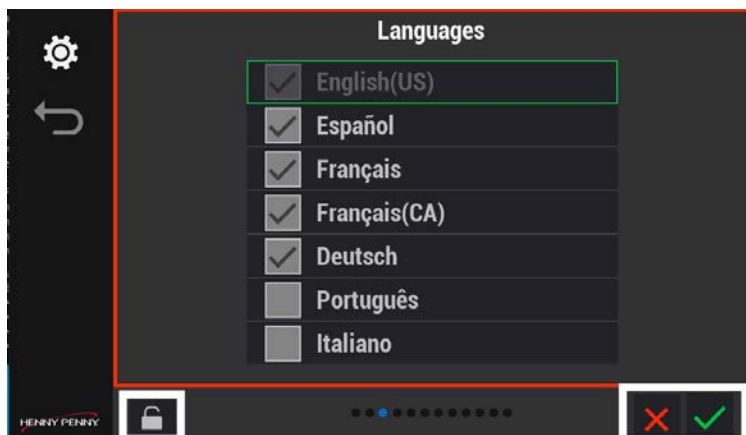 Languages
English(US)
Español
Français
Français(CA)
Deutsch
Português
Italiano
HENNY PENNY